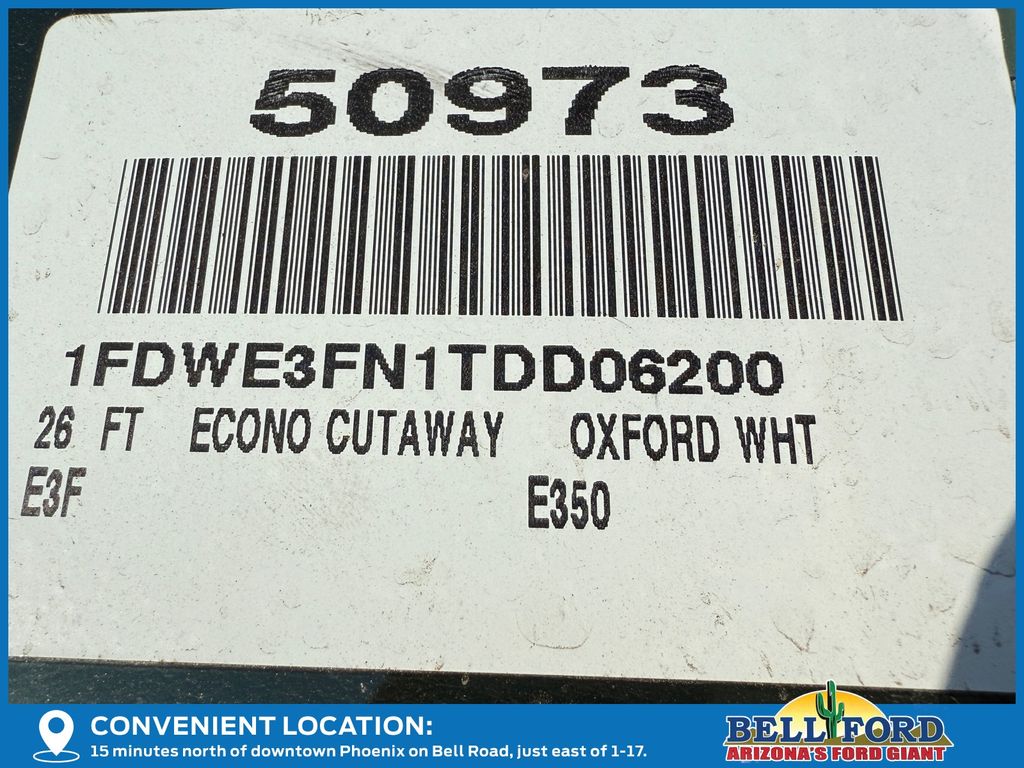 50973
1FDWE3FN1TDD06200
26 FT ECONO CUTAWAY OXFORD WHT
E3F E350
CONVENIENT LOCATION:
15 minutes north of downtown Phoenix on Bell Road, just east of 1-17.
BELL FORD
ARIZONA'S FORD GIANT